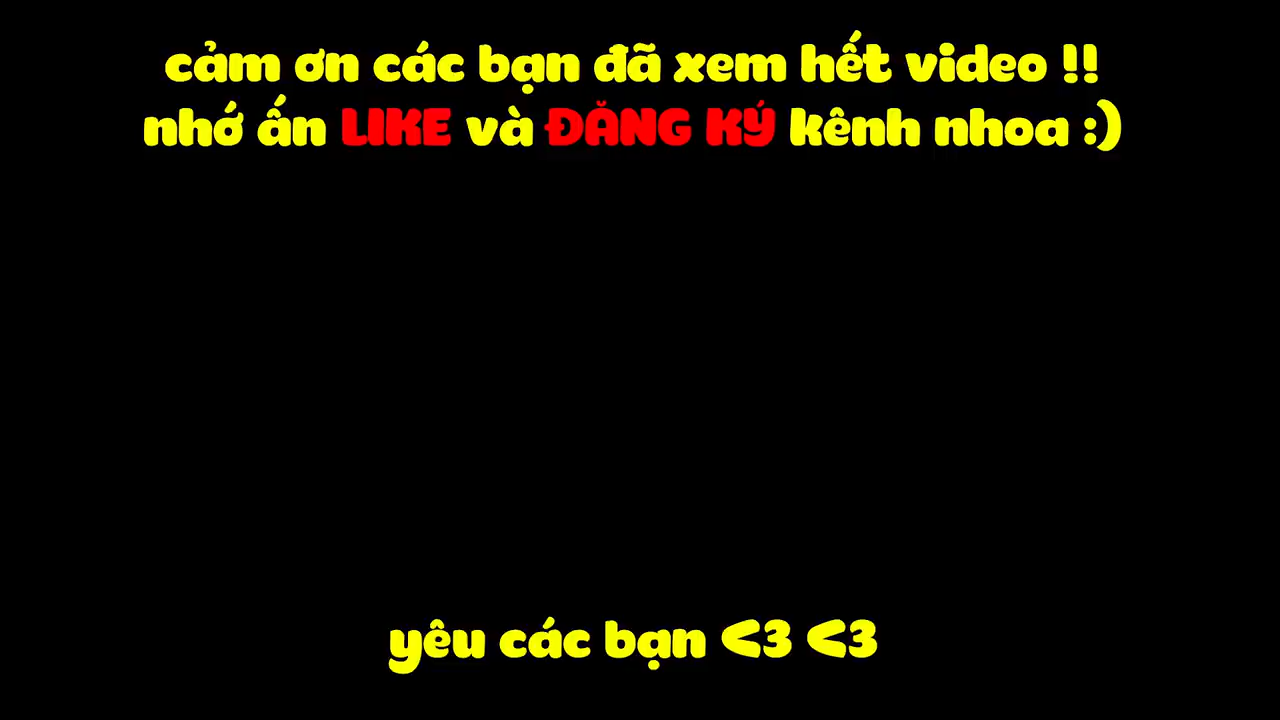 cảm ơn các bạn đã xem hết video !!
nhớ ấn LIKE và ĐĂNG KÝ kênh nhoa :)
yêu các bạn <3 <3